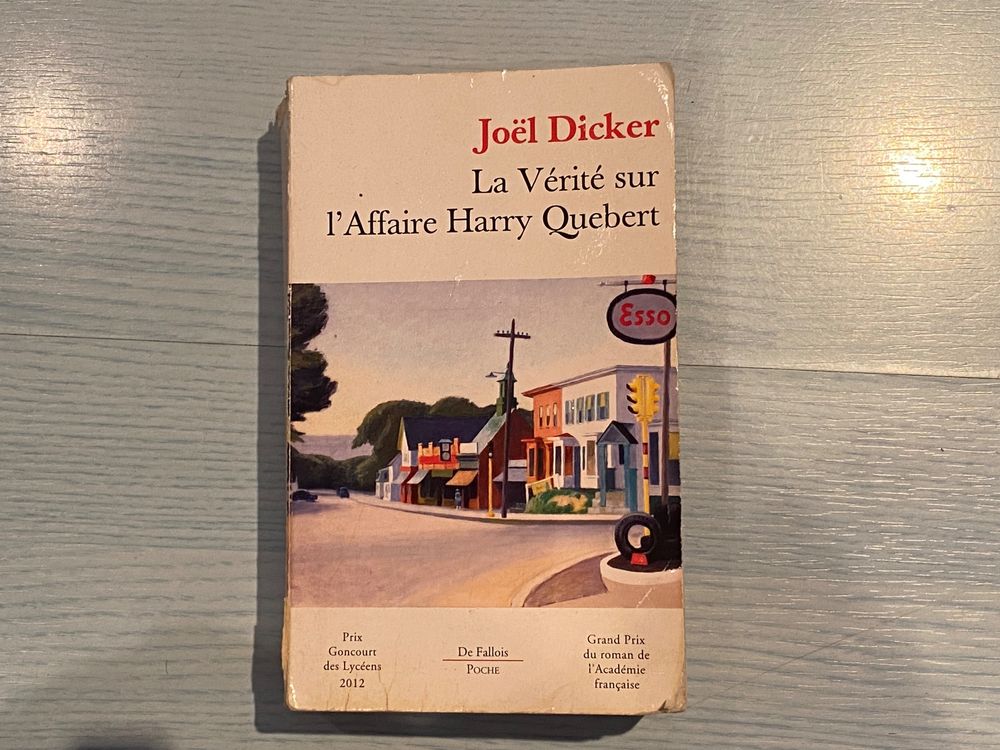 Joël Dicker
La Vérité sur
l'Affaire Harry Quebert
Esso
Prix
Goncourt
des Lycéens
2012
De Fallois
POCHE
Grand Prix
du roman de
l'Académie
française